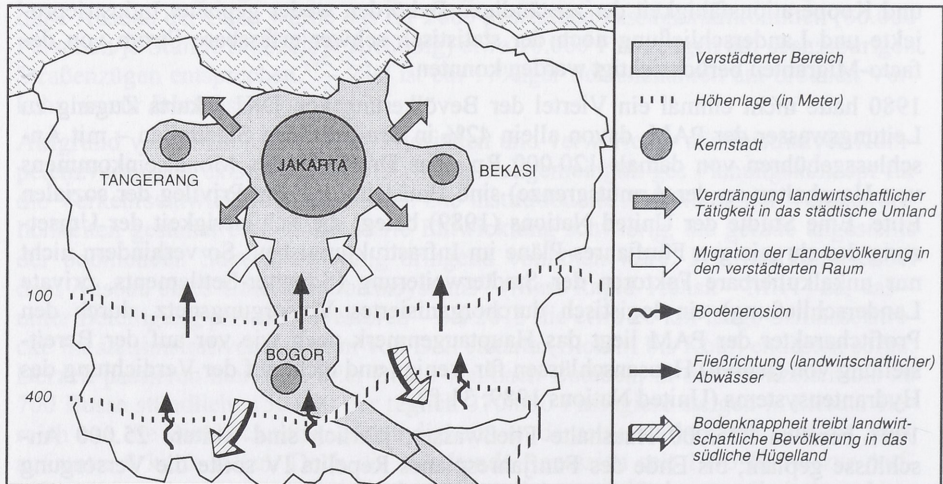 JAKARTA
TANGERANG
BEKASI
BOGOR
100
400
Verstädterter Bereich
Höhenlage (in Meter)
Kernstadt
Verdrängung landwirtschaftlicher
Tätigkeit in das städtische Umland
Migration der Landbevölkerung in
den verstädterten Raum
Bodenerosion
Fließrichtung (landwirtschaftlicher)
Abwässer
Bodenknappheit treibt landwirt-
schaftliche Bevölkerung in das
südliche Hügelland